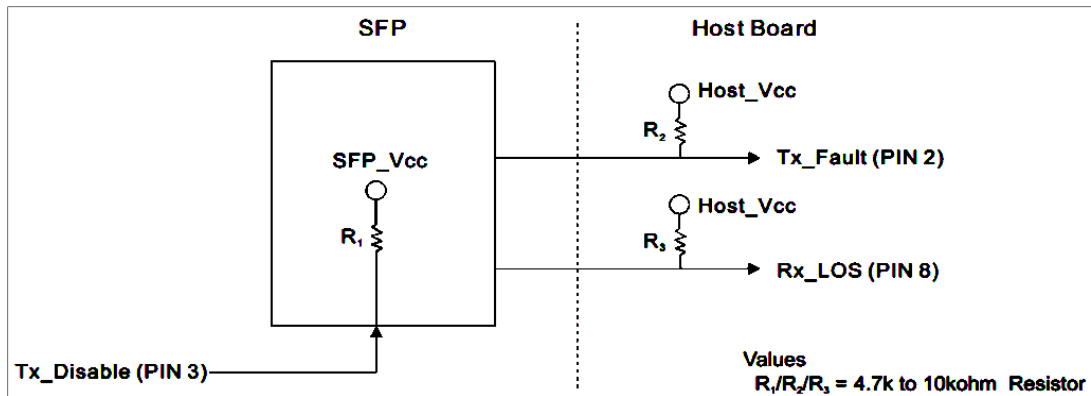 SFP
Host Board
Host_Vcc
R₂
Tx_Fault (PIN 2)
SFP_Vcc
Host_Vcc
R₁
R₃
Rx_LOS (PIN 8)
Tx_Disable (PIN 3)
Values
R₁/R₂/R₃ = 4.7k to 10kohm Resistor